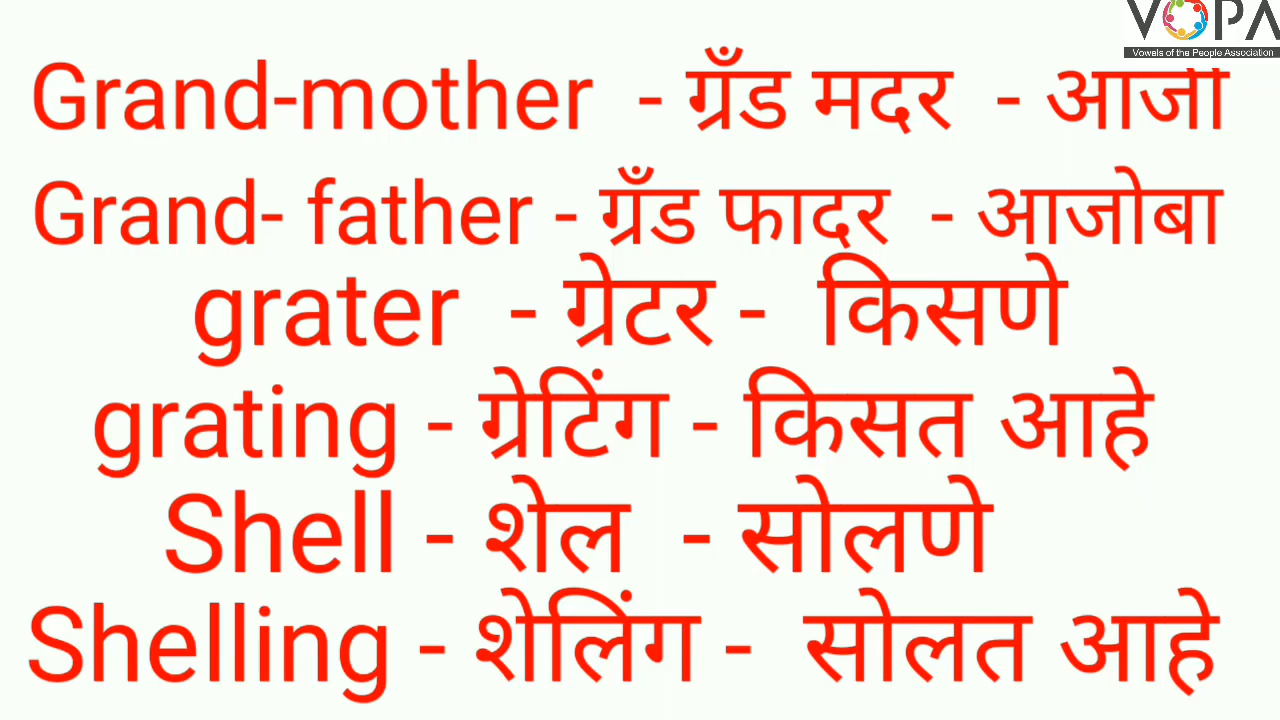 VOPA
Vowels of the People Association
Grand-mother - ग्रँड मदर - आजी
Grand- father - ग्रँड फादर - आजोबा
grater - ग्रेटर - किसणे
grating - ग्रेटिंग - किसत आहे
Shell - शेल - सोलणे
Shelling - शेलिंग - सोलत आहे